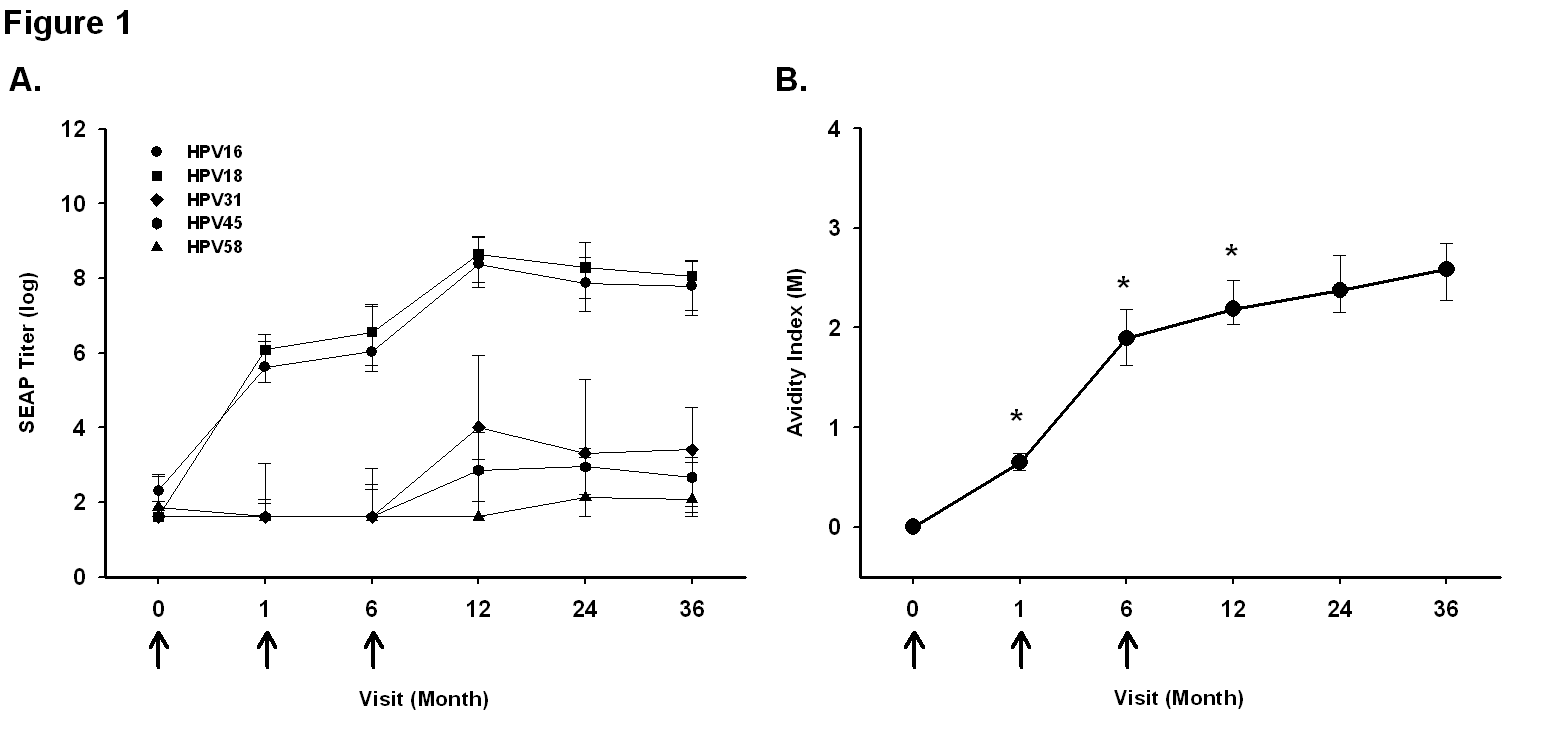 Figure 1
A.
12
10
8
6
4
2
0
SEAP Titer (log)
HPV16
HPV18
HPV31
HPV45
HPV58
0 1 6 12 24 36
Visit (Month)
B.
4
3
2
1
0
Avidity Index (M)
* * *
0 1 6 12 24 36
Visit (Month)